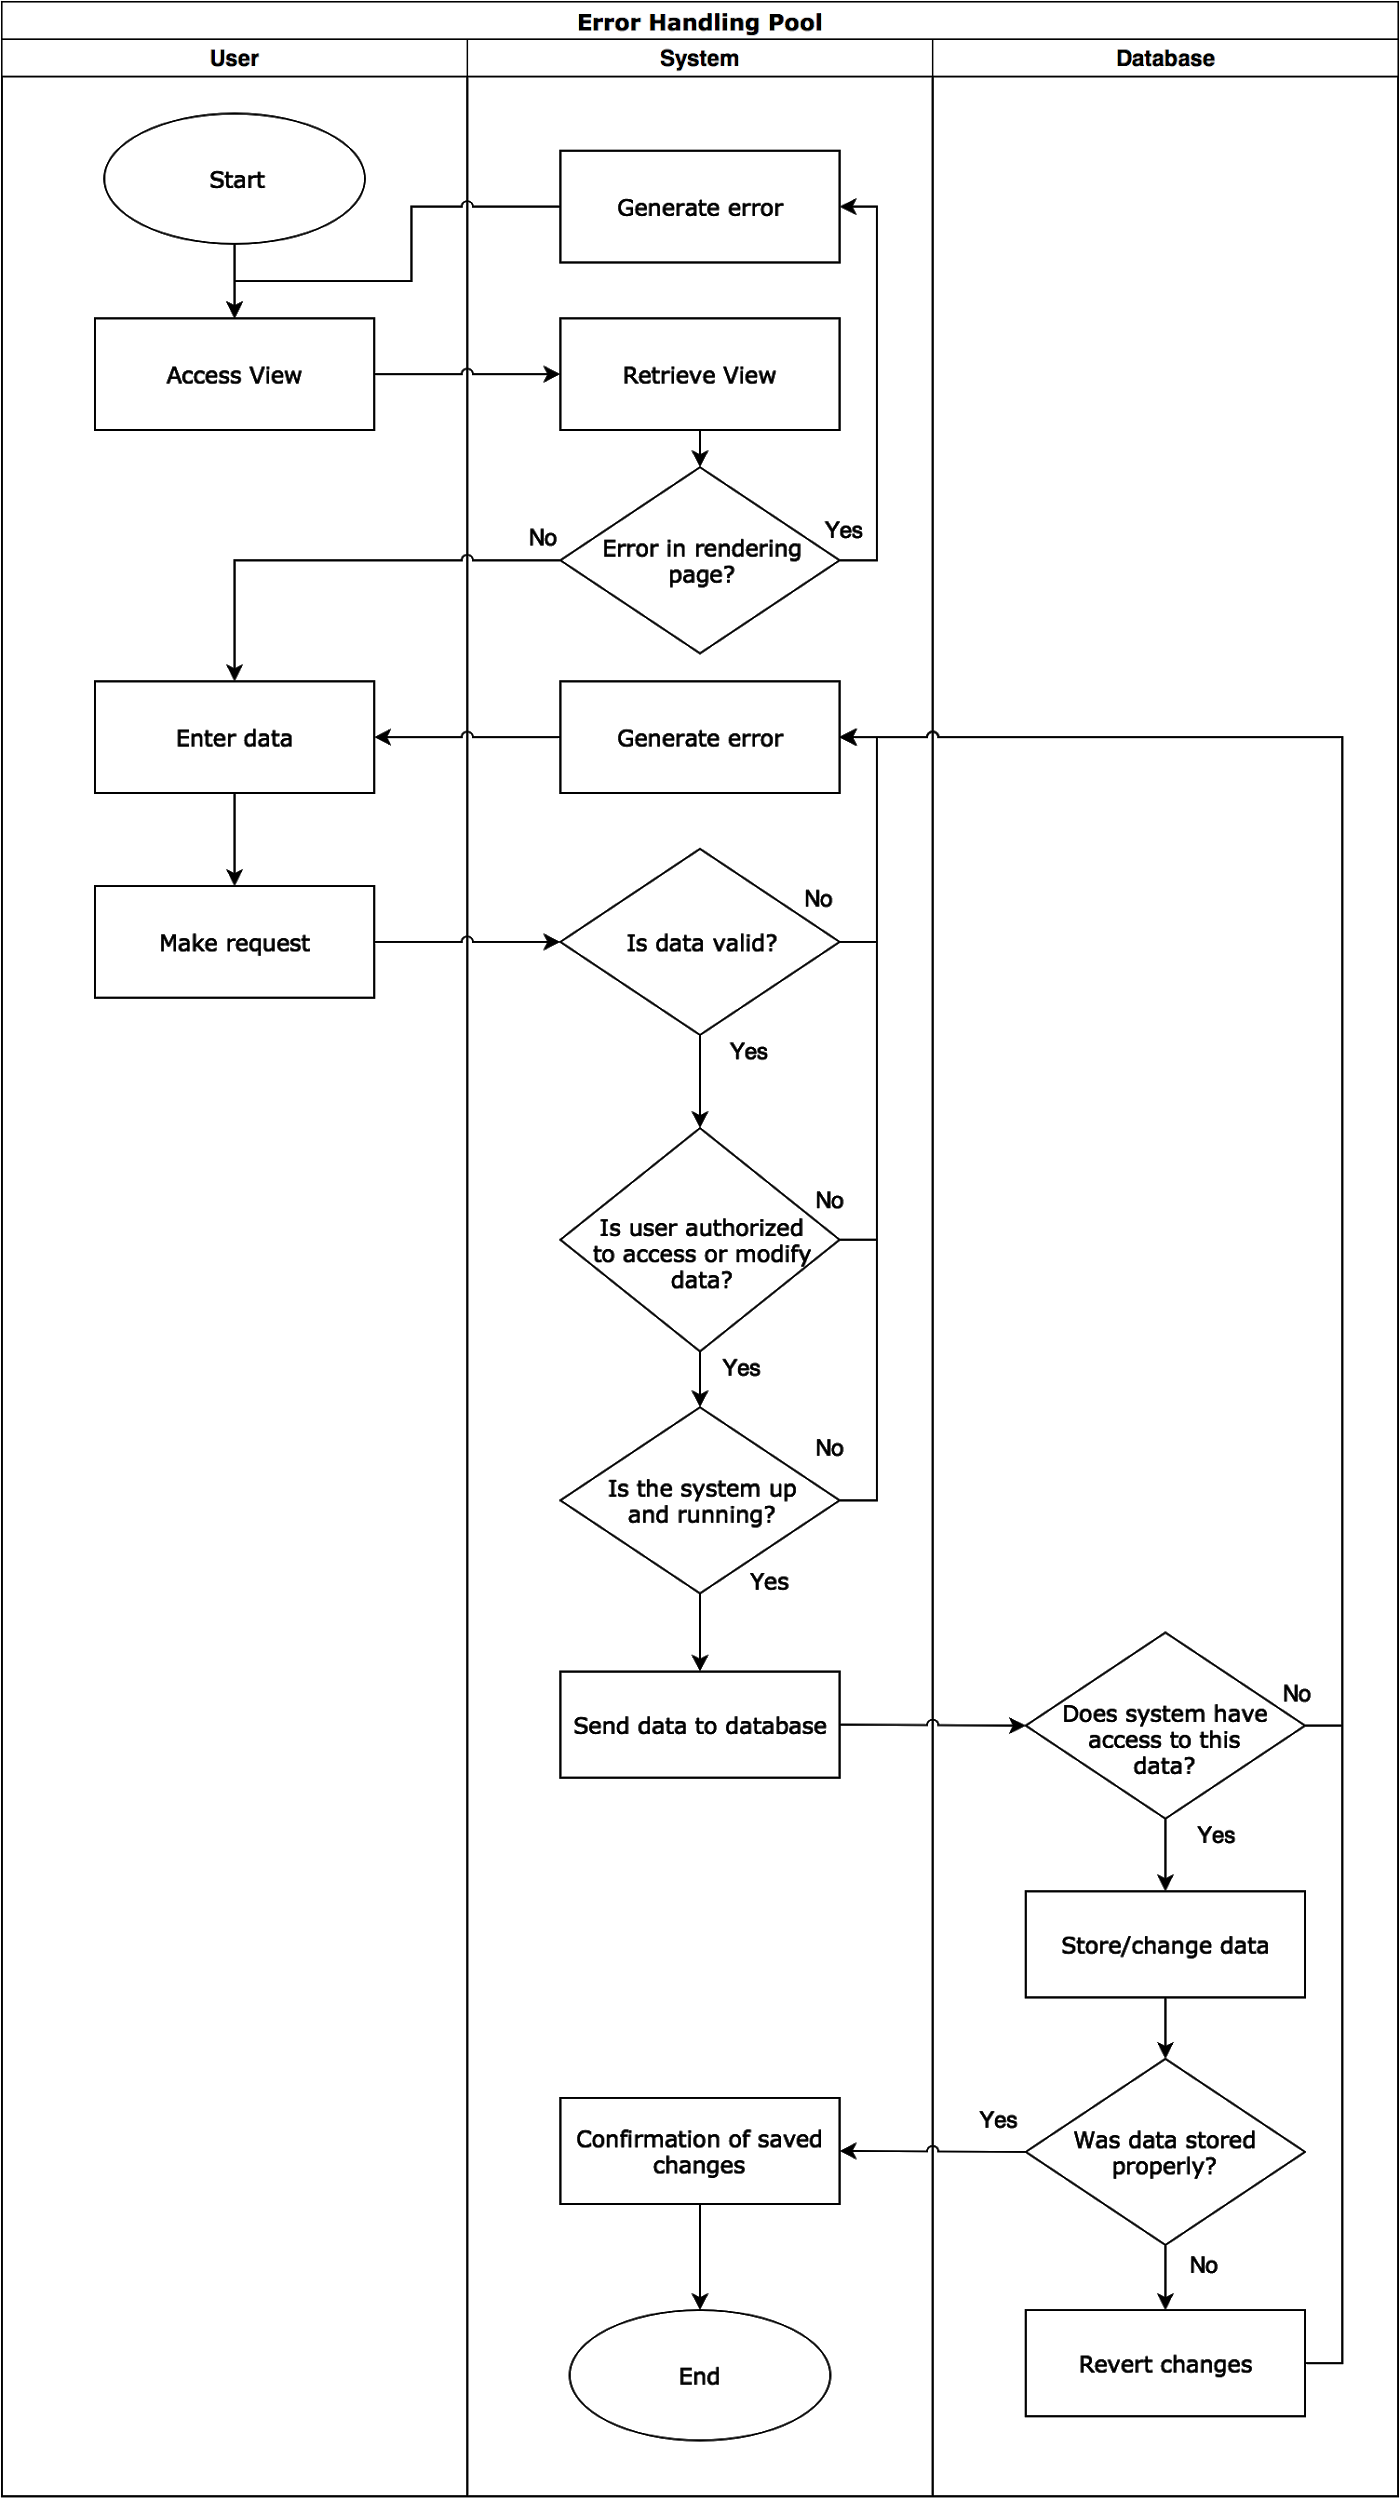 Error Handling Pool
User
System
Database
Start
Generate error
Access View
Retrieve View
No
Yes
Error in rendering
page?
Enter data
Generate error
No
Make request
Is data valid?
Yes
No
Is user authorized
to access or modify
data?
Yes
No
Is the system up
and running?
Yes
No
Send data to database
Does system have
access to this
data?
Yes
Store/change data
Yes
Confirmation of saved
changes
Was data stored
properly?
No
Revert changes
End